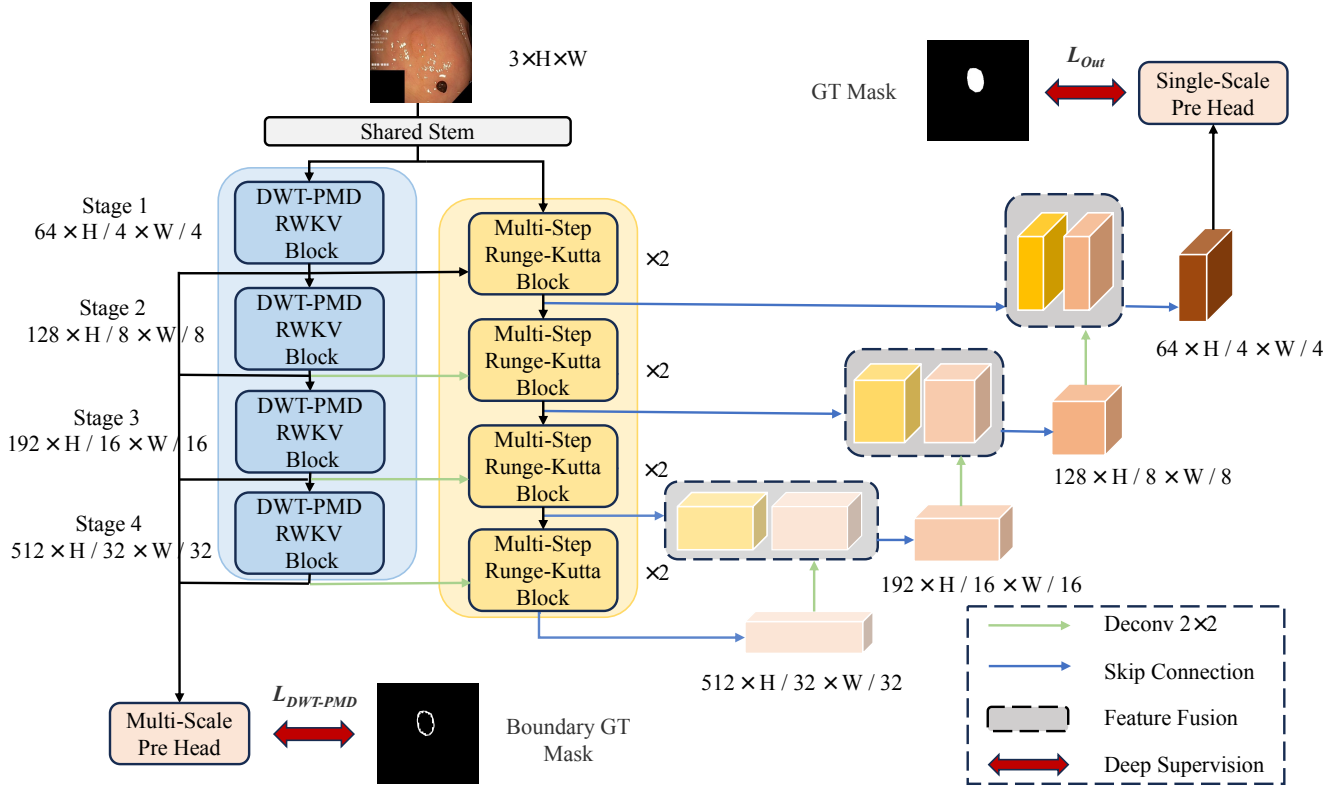 3×H×W
GT Mask
L_Out
Single-Scale
Pre Head
Shared Stem
Stage 1
64 × H / 4 × W / 4
DWT-PMD
RWKV
Block
Multi-Step
Runge-Kutta
Block
×2
Stage 2
128 × H / 8 × W / 8
DWT-PMD
RWKV
Block
Multi-Step
Runge-Kutta
Block
×2
64 × H / 4 × W / 4
Stage 3
192 × H / 16 × W / 16
DWT-PMD
RWKV
Block
Multi-Step
Runge-Kutta
Block
×2
128 × H / 8 × W / 8
Stage 4
512 × H / 32 × W / 32
DWT-PMD
RWKV
Block
Multi-Step
Runge-Kutta
Block
×2
192 × H / 16 × W / 16
512 × H / 32 × W / 32
Multi-Scale
Pre Head
L_DWT-PMD
Boundary GT
Mask
Deconv 2×2
Skip Connection
Feature Fusion
Deep Supervision